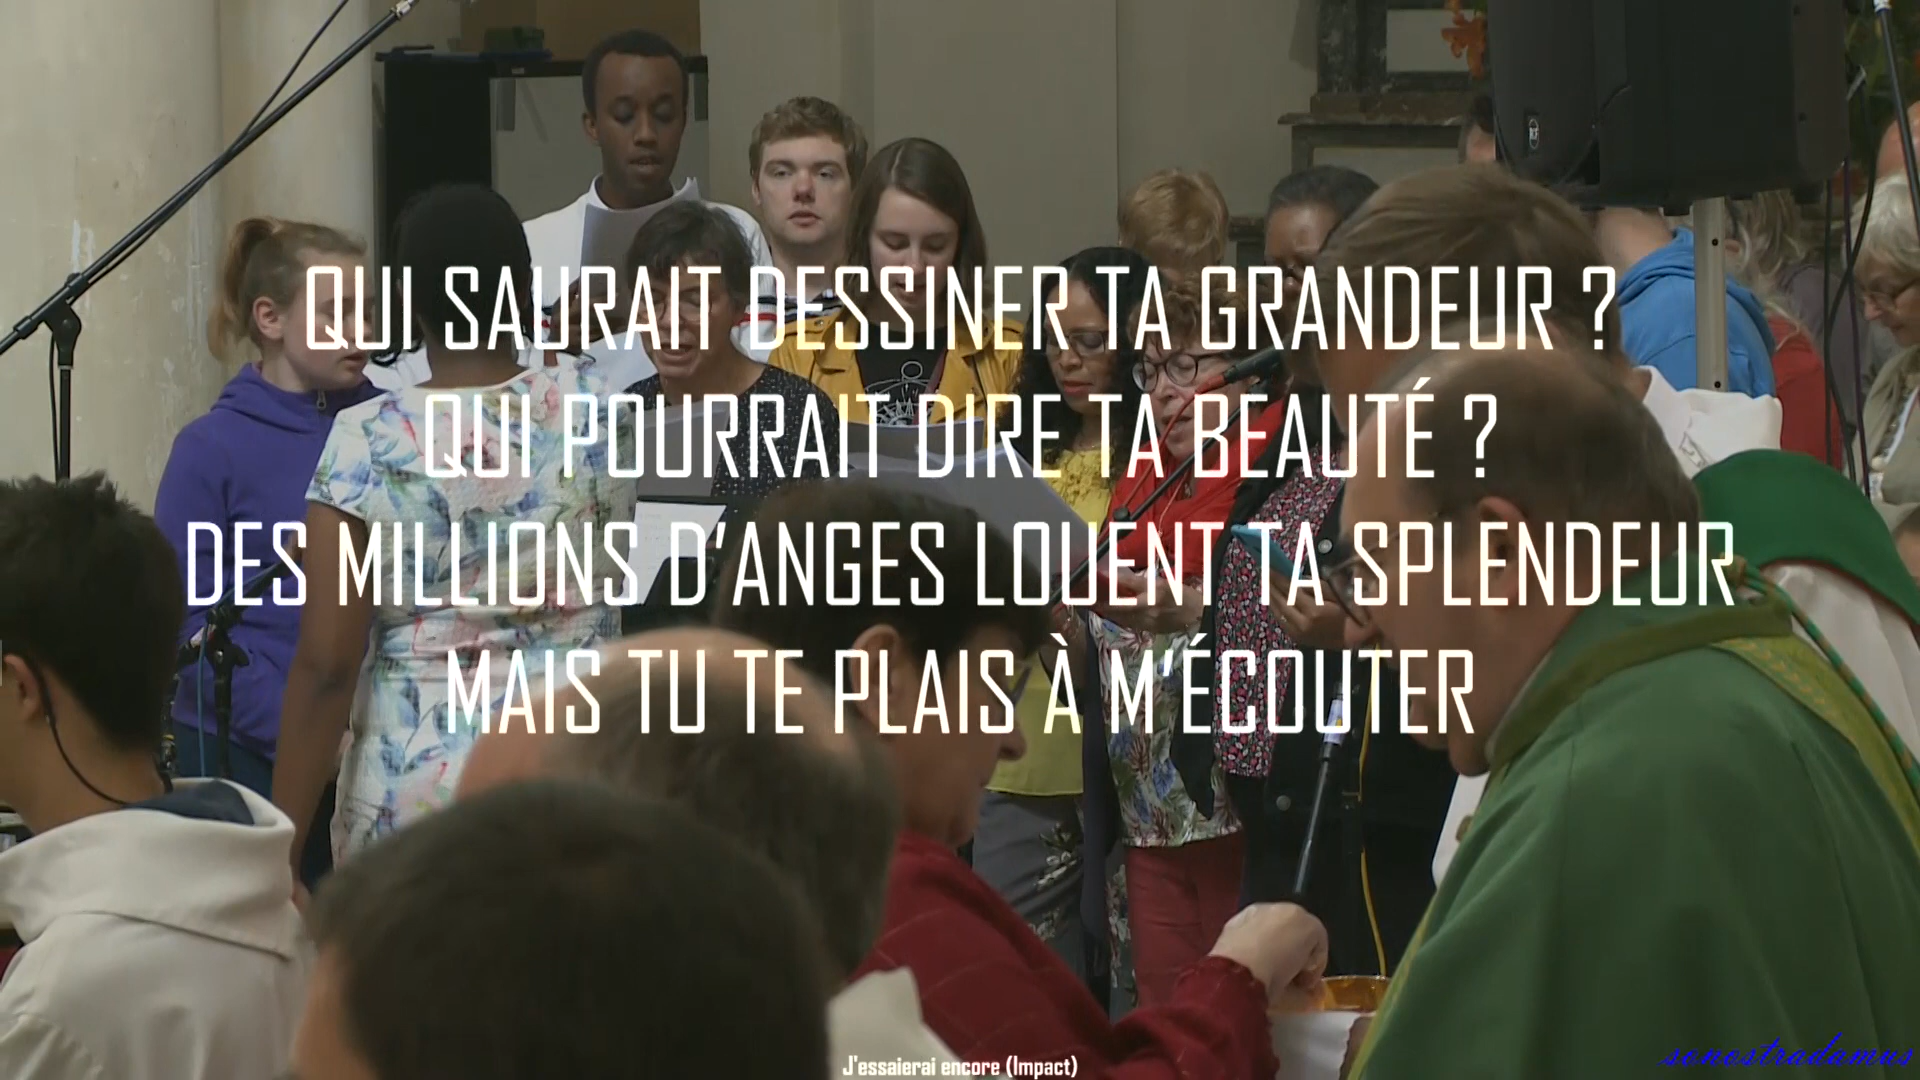 QUI SAURAIT DESSINER TA GRANDEUR ?
QUI POURRAIT DIRE TA BEAUTÉ ?
DES MILLIONS D’ANGES LOUENT TA SPLENDEUR
MAIS TU TE PLAIS À M’ÉCOUTER
J'essaierai encore (Impact)
sonostradamus